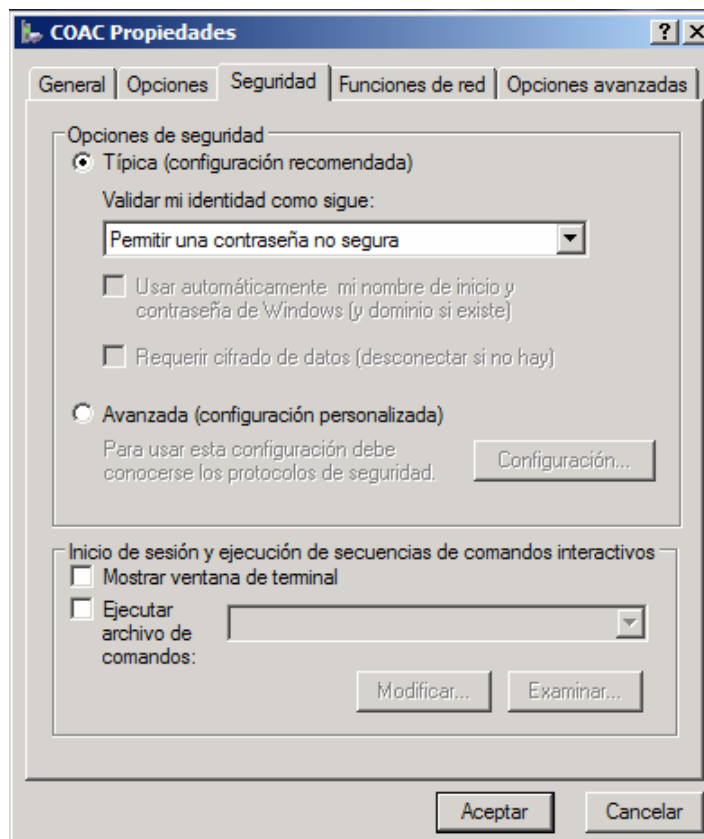 COAC Propiedades
General
Opciones
Seguridad
Funciones de red
Opciones avanzadas
Opciones de seguridad
Típica (configuración recomendada)
Validar mi identidad como sigue:
Permitir una contraseña no segura
Usar automáticamente mi nombre de inicio y
contraseña de Windows (y dominio si existe)
Requerir cifrado de datos (desconectar si no hay)
Avanzada (configuración personalizada)
Para usar esta configuración debe
conocerse los protocolos de seguridad.
Configuración...
Inicio de sesión y ejecución de secuencias de comandos interactivos
Mostrar ventana de terminal
Ejecutar
archivo de
comandos:
Modificar...
Examinar...
Aceptar
Cancelar